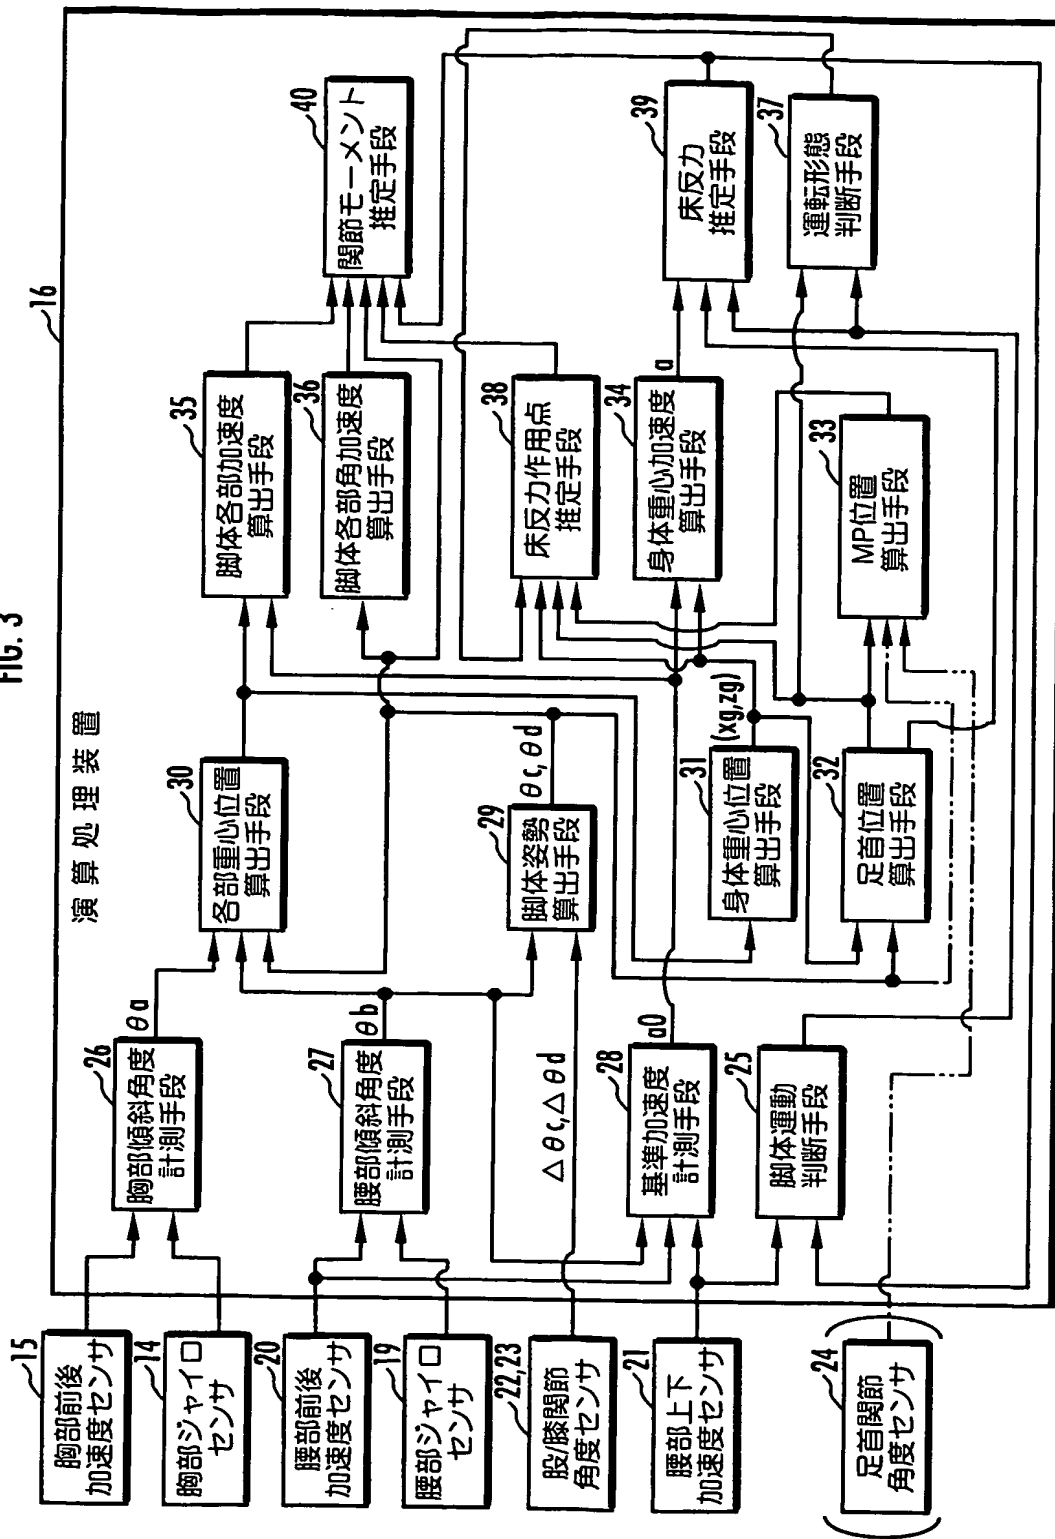 FIG. 3
演算処理装置
16
15
胸部前後
加速度センサ
14
胸部ジャイロ
センサ
20
腰部前後
加速度センサ
19
腰部ジャイロ
センサ
22,23
股/膝関節
角度センサ
21
腰部上下
加速度センサ
24
足首関節
角度センサ
26
胸部傾斜角度
計測手段
θa
27
腰部傾斜角度
計測手段
θb
△θc,△θd
28
基準加速度
計測手段
a0
25
脚体運動
判断手段
30
各部重心位置
算出手段
29
脚体姿勢
算出手段
θc,θd
31
身体重心位置
算出手段
(xg,zg)
32
足首位置
算出手段
35
脚体各部加速度
算出手段
36
脚体各部角加速度
算出手段
38
床反力作用点
推定手段
34
身体重心加速度
算出手段
a
33
MP位置
算出手段
40
関節モーメント
推定手段
39
床反力
推定手段
37
運転形態
判断手段